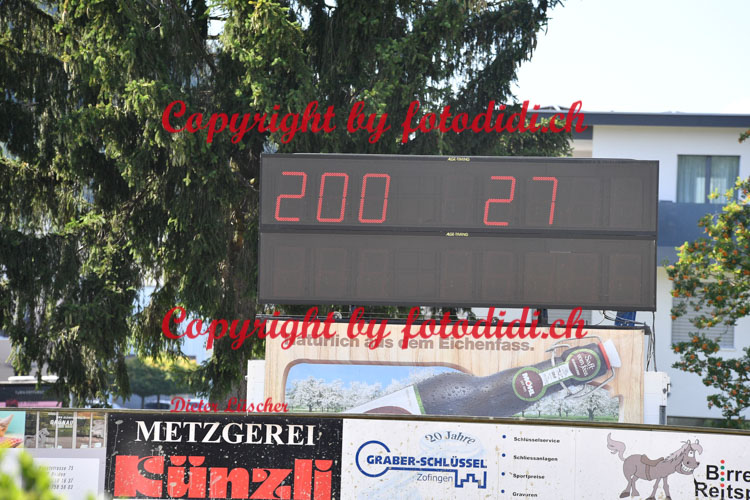 Copyright by fotodidi.ch
200 27
Copyright by fotodidi.ch
Natürlich aus dem Eichenfass.
Dieter Lüscher
METZGEREI
Künzli
20 Jahre
GRABER-SCHLÜSSEL
Zofingen
Schlüsselservice
Schliessanlagen
Sportpreise
Gravuren
Birre
Reits